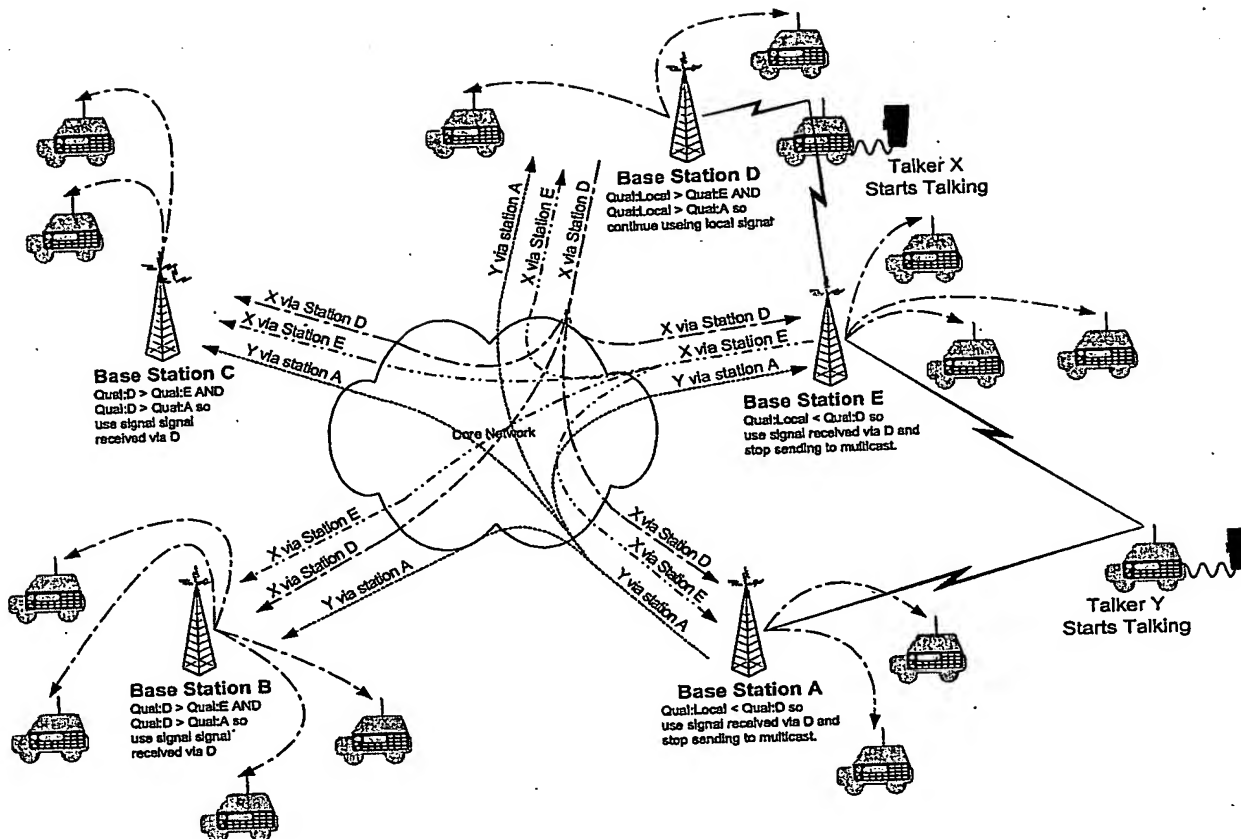 Base Station D
Qual:Local > Qual:E AND
Qual:Local > Qual:A so
continue useing local signal
Talker X
Starts Talking
Y via station A
X via Station E
X via Station D
X via Station D
X via Station E
Y via station A
Base Station C
Qual:D > Qual:E AND
Qual:D > Qual:A so
use signal signal
received via D
X via Station D
X via Station E
Y via station A
Base Station E
Qual:Local < Qual:D so
use signal received via D and
stop sending to multicast.
Core Network
X via Station E
X via Station D
Y via station A
X via Station D
X via Station E
Y via station A
Talker Y
Starts Talking
Base Station B
Qual:D > Qual:E AND
Qual:D > Qual:A so
use signal signal
received via D
Base Station A
Qual:Local < Qual:D so
use signal received via D and
stop sending to multicast.